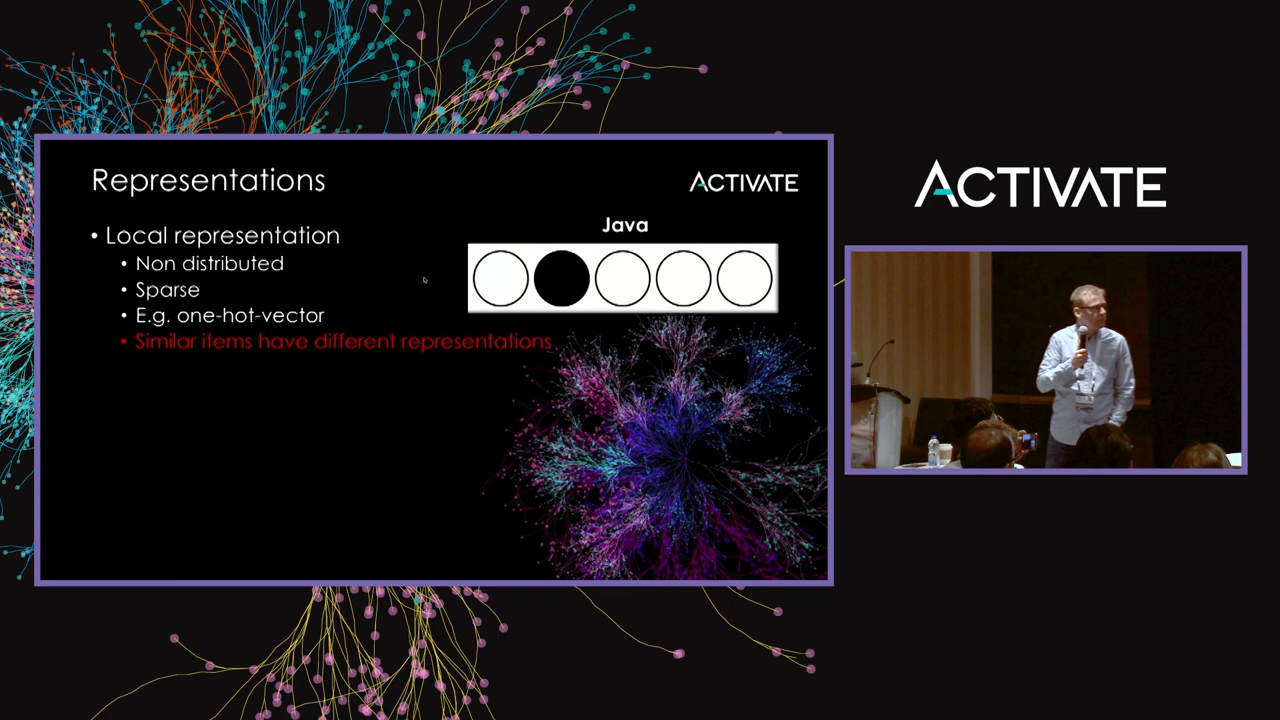 Representations
ACTIVATE
• Local representation
• Non distributed
• Sparse
• E.g. one-hot-vector
• Similar items have different representations
Java
ACTIVATE